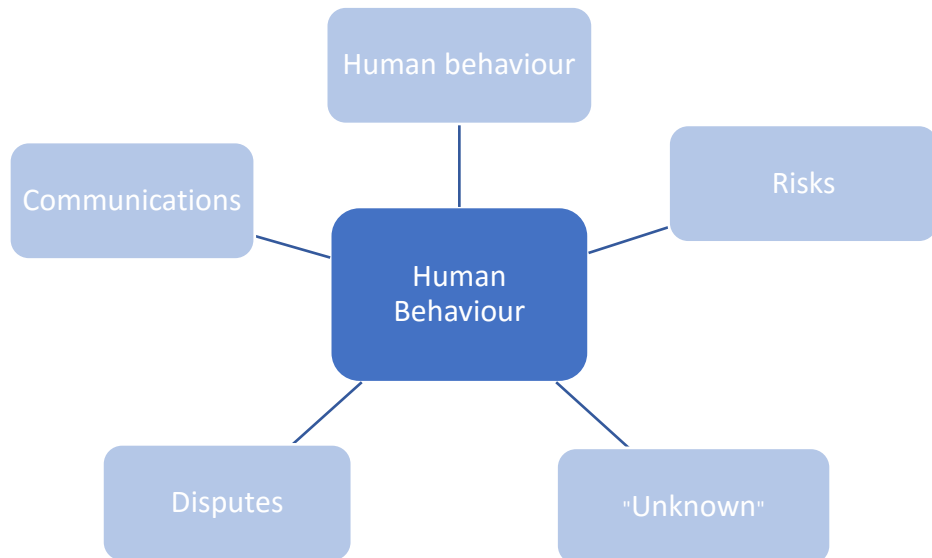 Human behaviour
Risks
Communications
Human
Behaviour
Disputes
"Unknown"